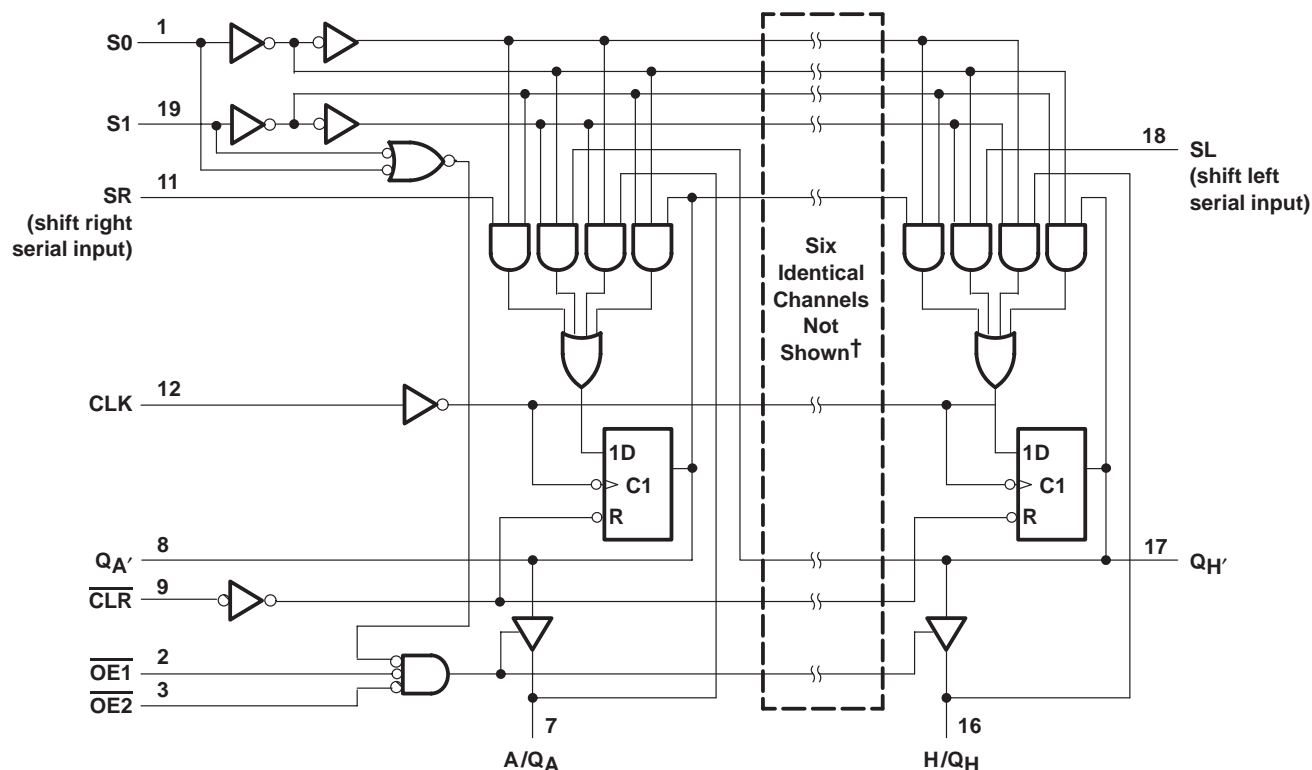 1
S0
19
S1
18
SL
(shift left
serial input)
11
SR
(shift right
serial input)
Six
Identical
Channels
Not
Shown†
12
CLK
1D
C1
R
1D
C1
R
8
QA′
17
QH′
9
CLR
2
OE1
3
OE2
7
A/QA
16
H/QH